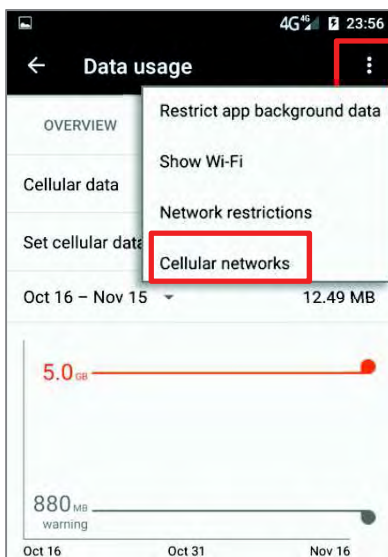 4G 4G 23:56
Data usage
OVERVIEW
Restrict app background data
Show Wi-Fi
Cellular data
Network restrictions
Set cellular data
Cellular networks
Oct 16 – Nov 15 12.49 MB
5.0 GB
880 MB
warning
Oct 16 Oct 31 Nov 16